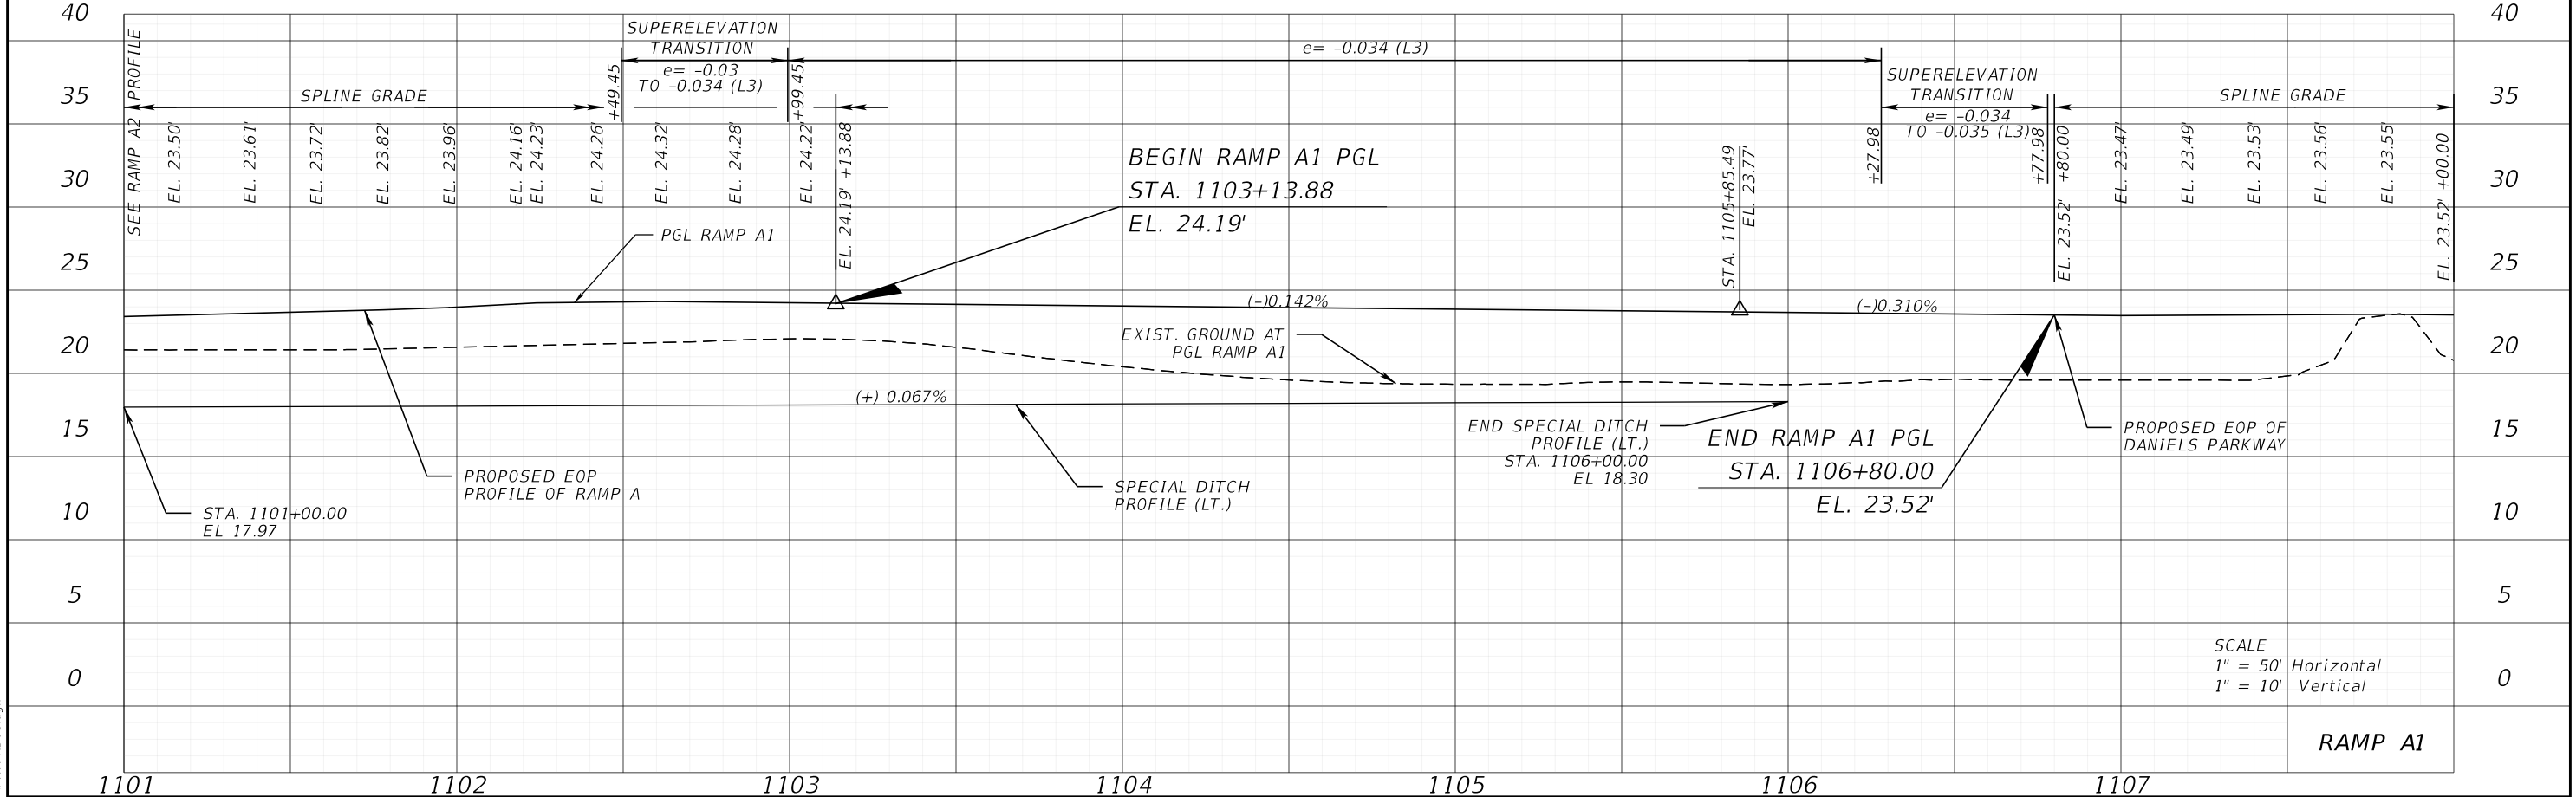 40
35
30
25
20
15
10
5
0
SEE RAMP A2 PROFILE
SPLINE GRADE
EL. 23.50'
EL. 23.61'
EL. 23.72'
EL. 23.82'
EL. 23.96'
EL. 24.16'
EL. 24.23'
EL. 24.26'
EL. 24.32'
EL. 24.28'
EL. 24.22'
+49.45
SUPERELEVATION
TRANSITION
e= -0.03
TO -0.034 (L3)
+99.45
EL. 24.19' +13.88
e= -0.034 (L3)
BEGIN RAMP A1 PGL
STA. 1103+13.88
EL. 24.19'
PGL RAMP A1
(-)0.142%
EXIST. GROUND AT
PGL RAMP A1
STA. 1105+85.49
EL. 23.77'
(-)0.310%
+27.98
SUPERELEVATION
TRANSITION
e= -0.034
TO -0.035 (L3)
+77.98
EL. 23.52' +80.00
SPLINE GRADE
EL. 23.47'
EL. 23.49'
EL. 23.53'
EL. 23.56'
EL. 23.55'
EL. 23.52' +00.00
(+) 0.067%
STA. 1101+00.00
EL 17.97
PROPOSED EOP
PROFILE OF RAMP A
SPECIAL DITCH
PROFILE (LT.)
END SPECIAL DITCH
PROFILE (LT.)
STA. 1106+00.00
EL 18.30
END RAMP A1 PGL
STA. 1106+80.00
EL. 23.52'
PROPOSED EOP OF
DANIELS PARKWAY
SCALE
1" = 50' Horizontal
1" = 10' Vertical
RAMP A1
40
35
30
25
20
15
10
5
0
1101
1102
1103
1104
1105
1106
1107